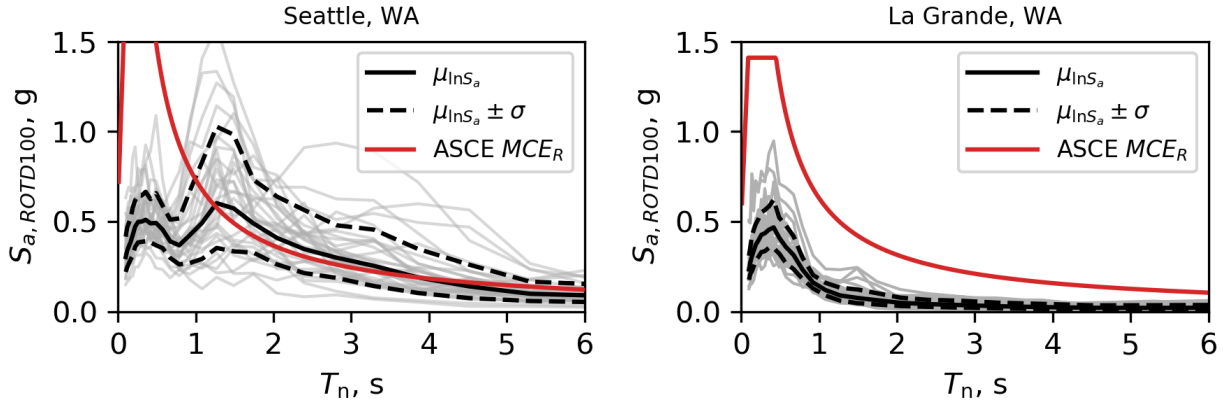 Seattle, WA
1.5
1.0
0.5
0.0
S_a,ROTD100, g
μ_lnS_a
μ_lnS_a ± σ
ASCE MCE_R
0 1 2 3 4 5 6
T_n, s
La Grande, WA
1.5
1.0
0.5
0.0
S_a,ROTD100, g
μ_lnS_a
μ_lnS_a ± σ
ASCE MCE_R
0 1 2 3 4 5 6
T_n, s